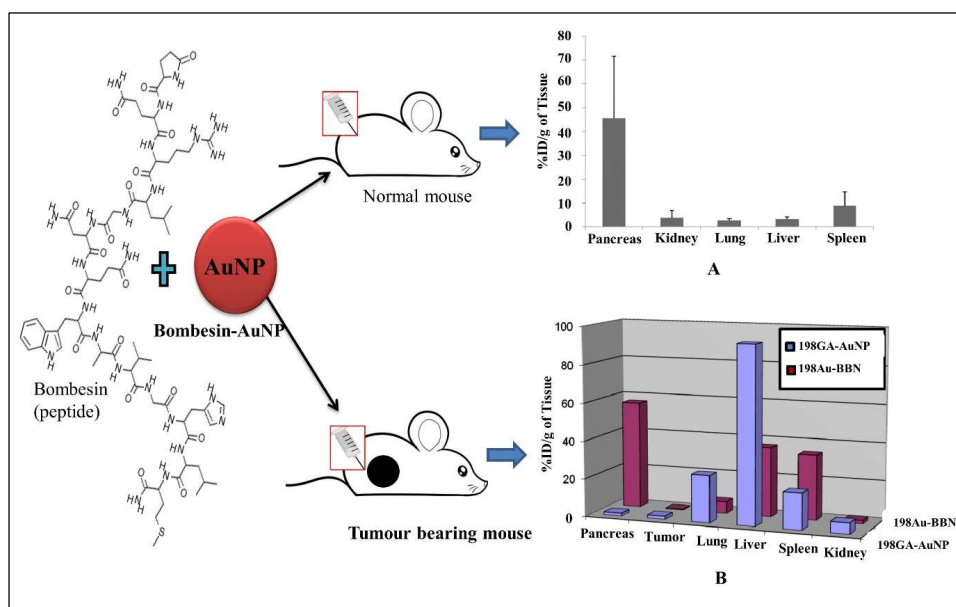 Bombesin
(peptide)
AuNP
Bombesin-AuNP
Normal mouse
Tumour bearing mouse
%ID/g of Tissue
80
70
60
50
40
30
20
10
0
Pancreas Kidney Lung Liver Spleen
A
%ID/g of Tissue
100
80
60
40
20
0
198GA-AuNP
198Au-BBN
Pancreas Tumor Lung Liver Spleen Kidney
198Au-BBN
198GA-AuNP
B